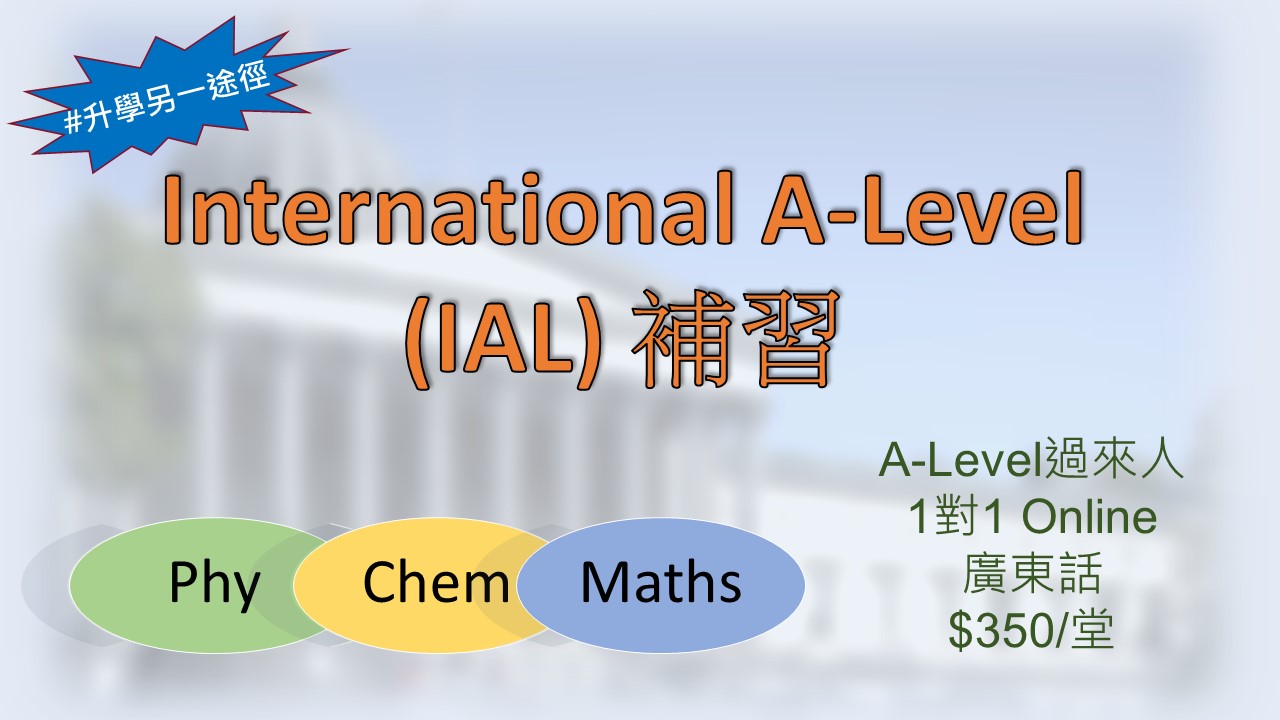 #升學另一途徑
International A-Level
(IAL) 補習
A-Level過來人
1對1 Online
廣東話
$350/堂
Phy
Chem
Maths